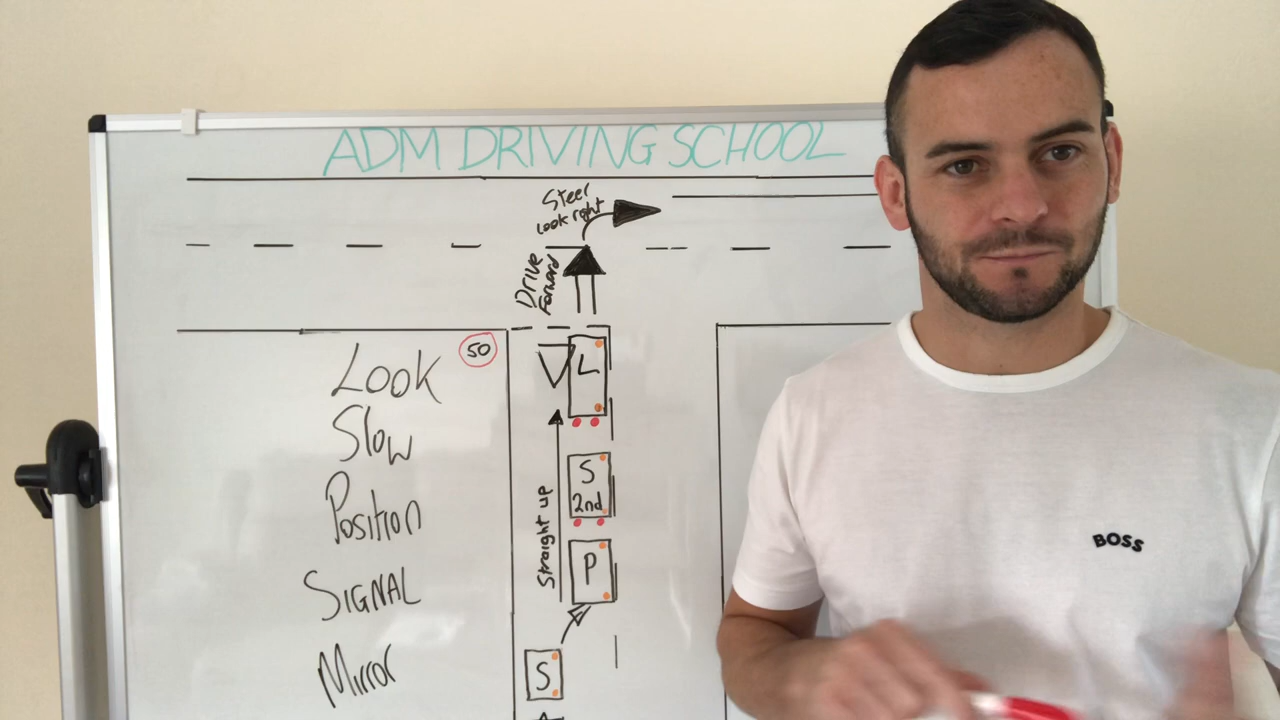 ADM DRIVING SCHOOL
Steer
Look right
Drive
Forward
50
Look
L
Slow
S
2nd
Position
Straight up
P
SIGNAL
Mirror
S
BOSS